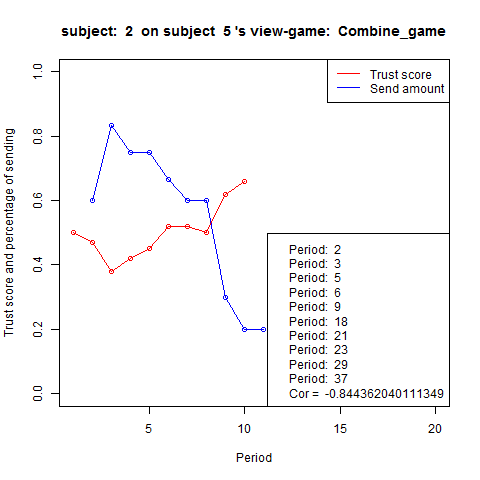 subject:  2  on subject  5 's view-game:  Combine_game
Trust score
Send amount
Trust score and percentage of sending
1.0
0.8
0.6
0.4
0.2
0.0
Period:  2
Period:  3
Period:  5
Period:  6
Period:  9
Period:  18
Period:  21
Period:  23
Period:  29
Period:  37
Cor =  -0.844362040111349
5
10
15
20
Period